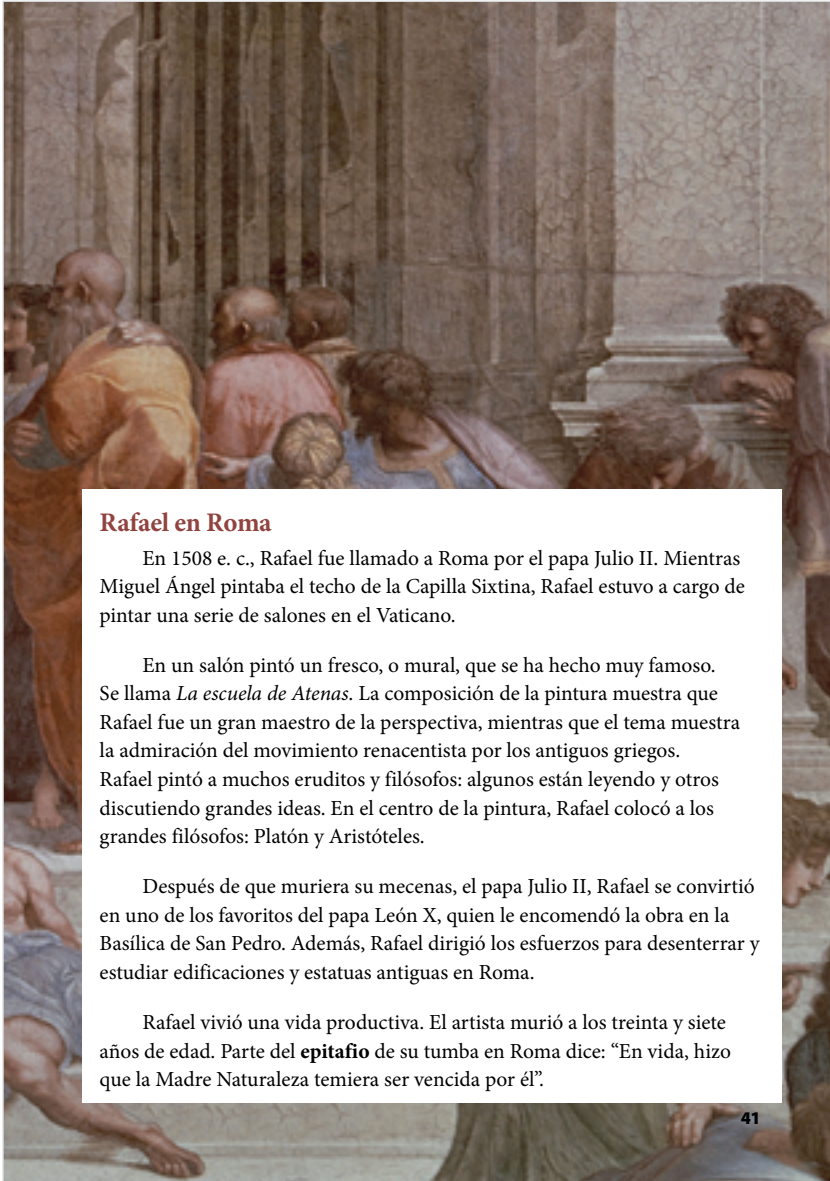 Rafael en Roma
En 1508 e. c., Rafael fue llamado a Roma por el papa Julio II. Mientras
Miguel Ángel pintaba el techo de la Capilla Sixtina, Rafael estuvo a cargo de
pintar una serie de salones en el Vaticano.
En un salón pintó un fresco, o mural, que se ha hecho muy famoso.
Se llama La escuela de Atenas. La composición de la pintura muestra que
Rafael fue un gran maestro de la perspectiva, mientras que el tema muestra
la admiración del movimiento renacentista por los antiguos griegos.
Rafael pintó a muchos eruditos y filósofos: algunos están leyendo y otros
discutiendo grandes ideas. En el centro de la pintura, Rafael colocó a los
grandes filósofos: Platón y Aristóteles.
Después de que muriera su mecenas, el papa Julio II, Rafael se convirtió
en uno de los favoritos del papa León X, quien le encomendó la obra en la
Basílica de San Pedro. Además, Rafael dirigió los esfuerzos para desenterrar y
estudiar edificaciones y estatuas antiguas en Roma.
Rafael vivió una vida productiva. El artista murió a los treinta y siete
años de edad. Parte del epitafio de su tumba en Roma dice: “En vida, hizo
que la Madre Naturaleza temiera ser vencida por él”.
41